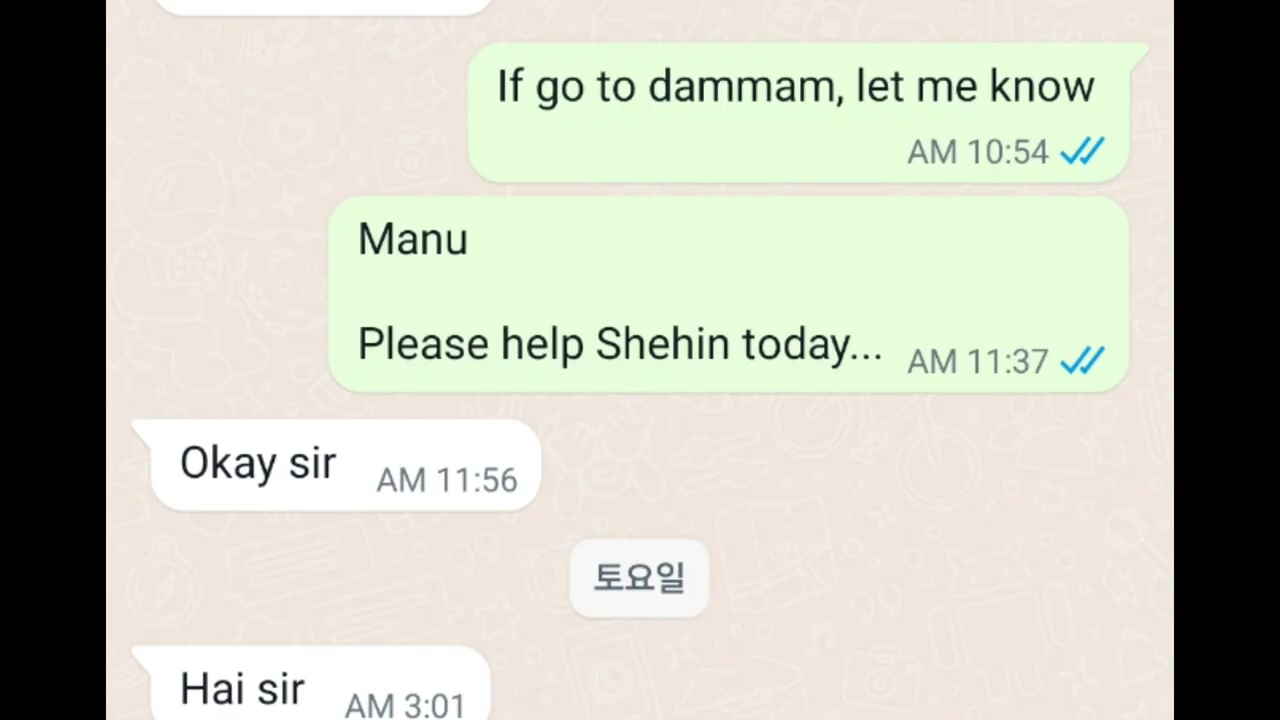 If go to dammam, let me know
AM 10:54
Manu
Please help Shehin today...
AM 11:37
Okay sir
AM 11:56
토요일
Hai sir
AM 3:01